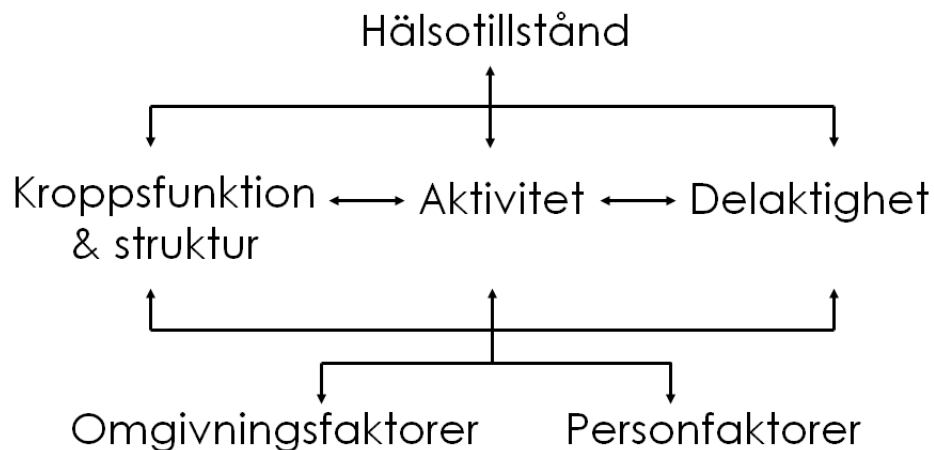 Hälsotillstånd
Kroppsfunktion
& struktur
Aktivitet
Delaktighet
Omgivningsfaktorer
Personfaktorer